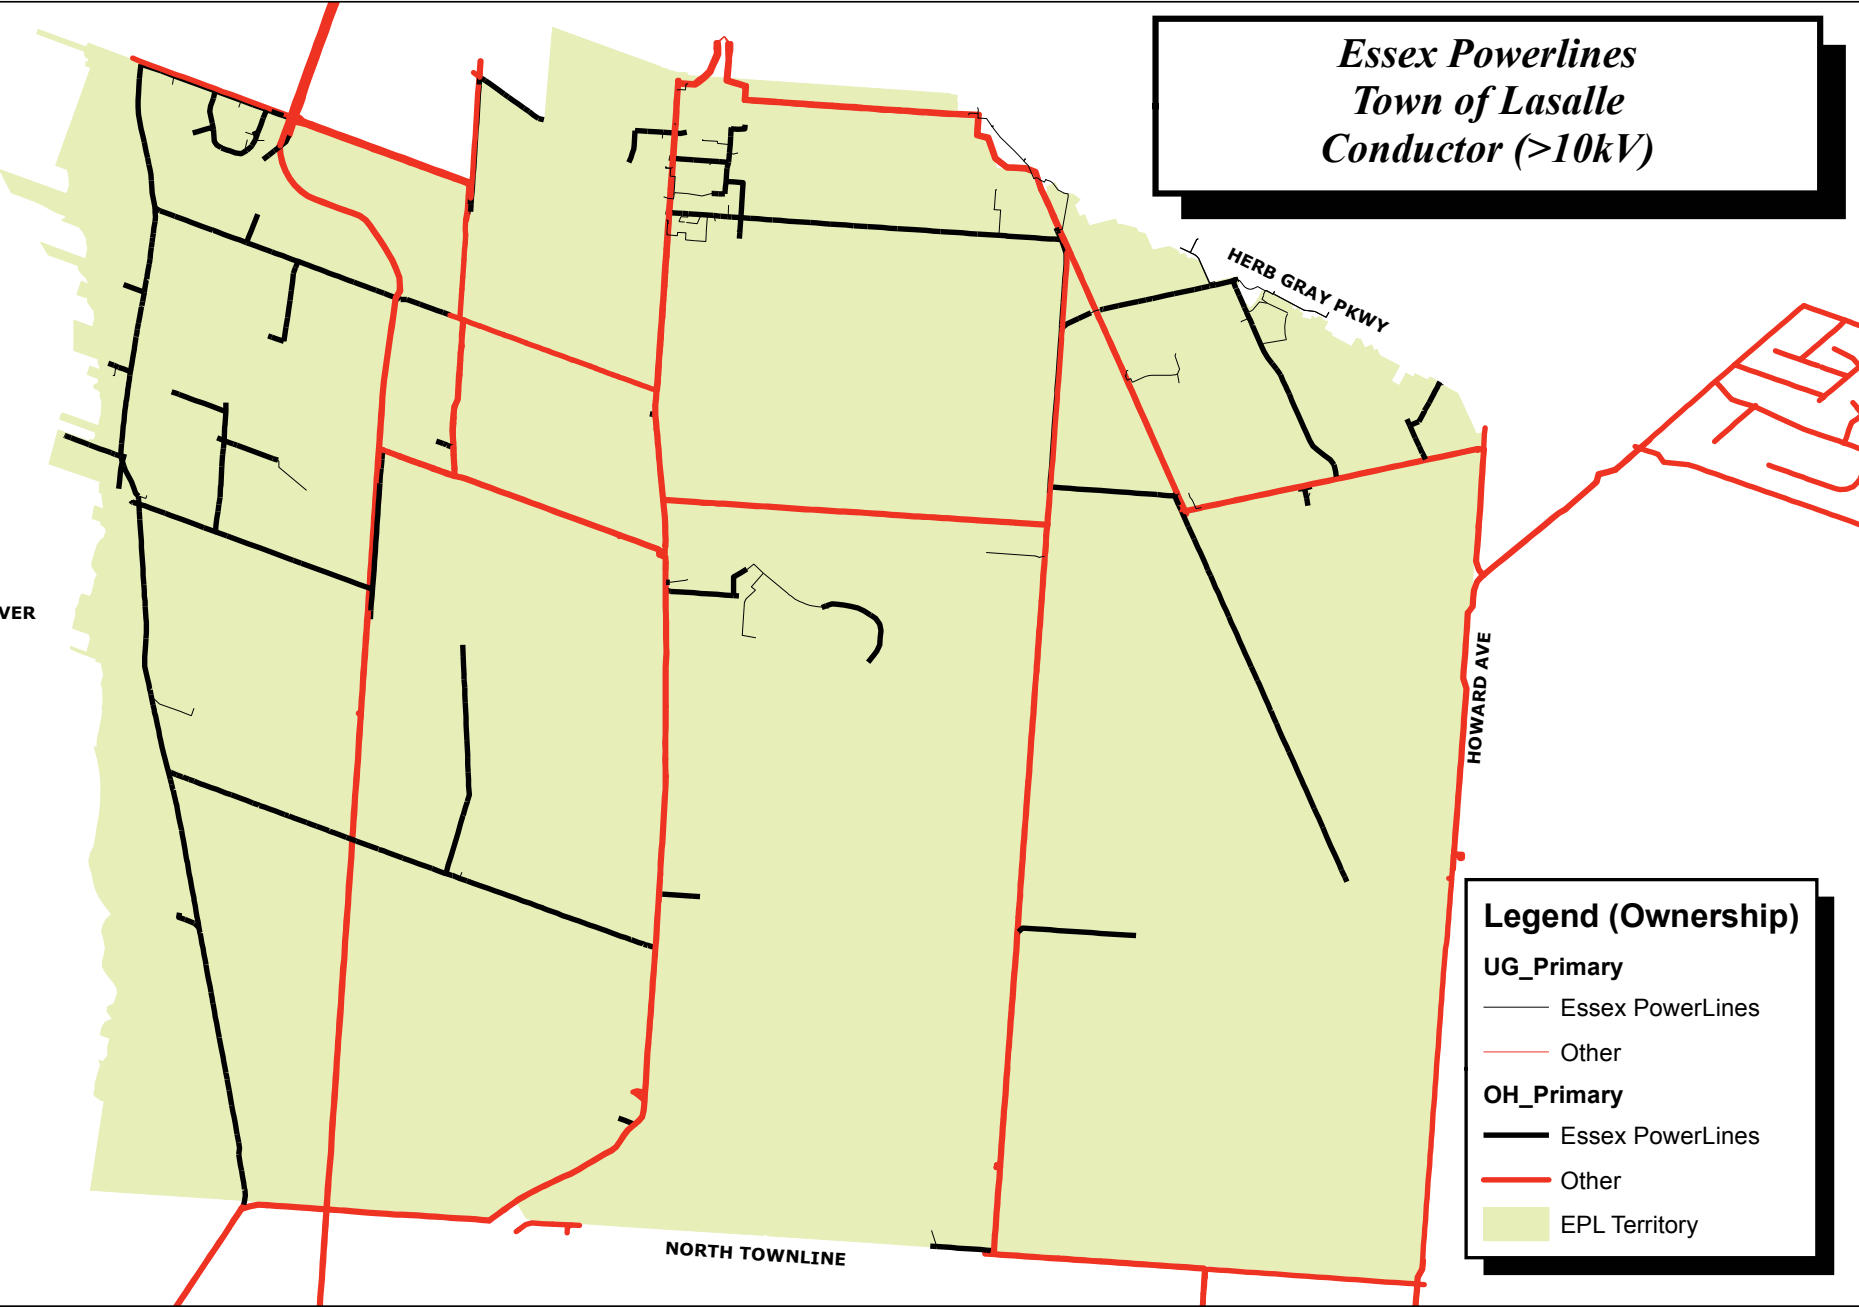 Essex Powerlines
Town of Lasalle
Conductor (>10kV)
HERB GRAY PKWY
VER
HOWARD AVE
NORTH TOWNLINE
Legend (Ownership)
UG_Primary
Essex PowerLines
Other
OH_Primary
Essex PowerLines
Other
EPL Territory